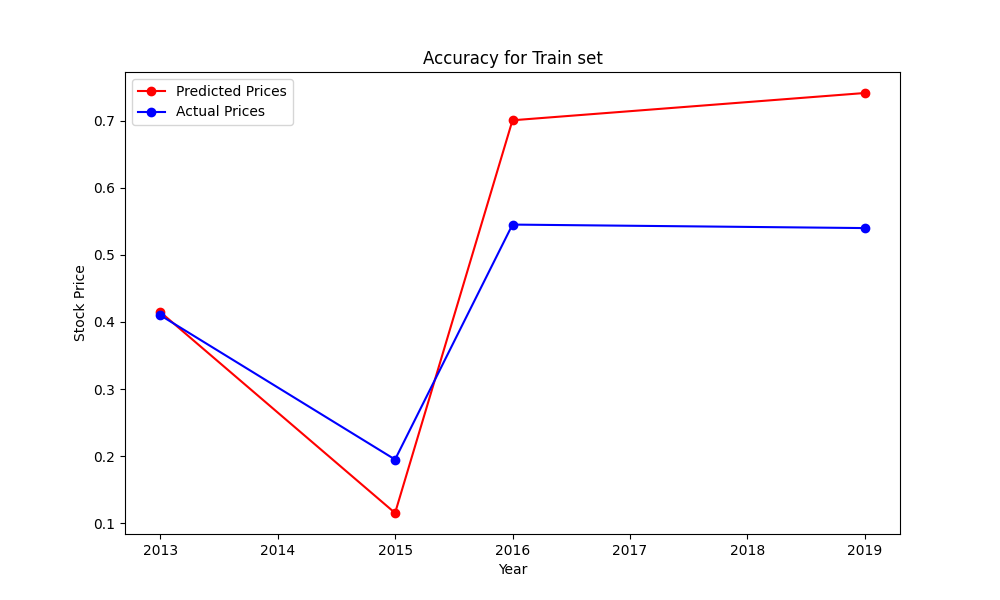 Accuracy for Train set
Predicted Prices
Actual Prices
Stock Price
0.7
0.6
0.5
0.4
0.3
0.2
0.1
2013 2014 2015 2016 2017 2018 2019
Year